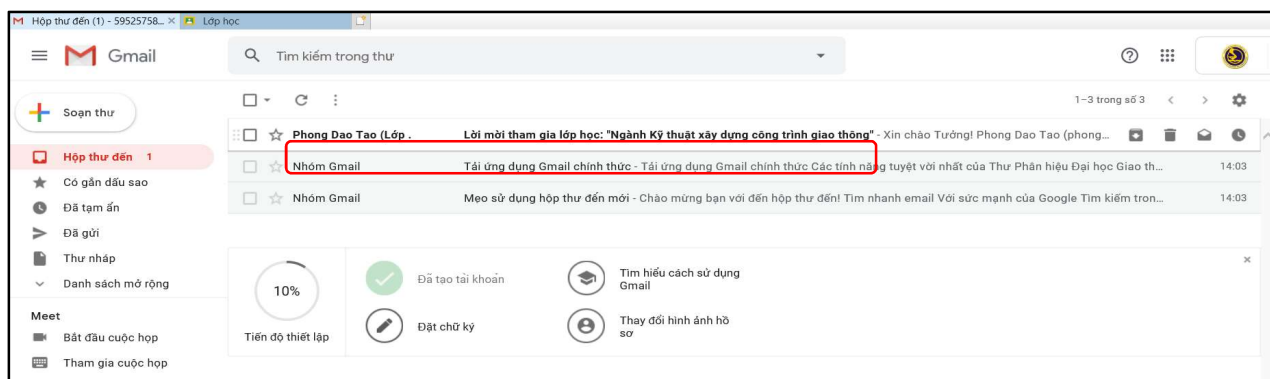 Hộp thư đến (1) - 59525758... Lớp học
Gmail
Tìm kiếm trong thư
Soạn thư
1–3 trong số 3
Phong Dao Tao (Lớp . Lời mời tham gia lớp học: "Ngành Kỹ thuật xây dựng công trình giao thông" - Xin chào Tưởng! Phong Dao Tao (phong...
Hộp thư đến 1
Nhóm Gmail Tải ứng dụng Gmail chính thức - Tải ứng dụng Gmail chính thức Các tính năng tuyệt vời nhất của Thư Phân hiệu Đại học Giao th... 14:03
Có gắn dấu sao
Nhóm Gmail Mẹo sử dụng hộp thư đến mới - Chào mừng bạn với đến hộp thư đến! Tìm nhanh email Với sức mạnh của Google Tìm kiếm tron... 14:03
Đã tạm ẩn
Đã gửi
Thư nháp
Danh sách mở rộng
Meet
Bắt đầu cuộc họp
Tham gia cuộc họp
10%
Tiến độ thiết lập
Đã tạo tài khoản
Đặt chữ ký
Tìm hiểu cách sử dụng
Gmail
Thay đổi hình ảnh hồ
sơ